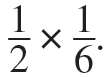 1/2 × 1/6.